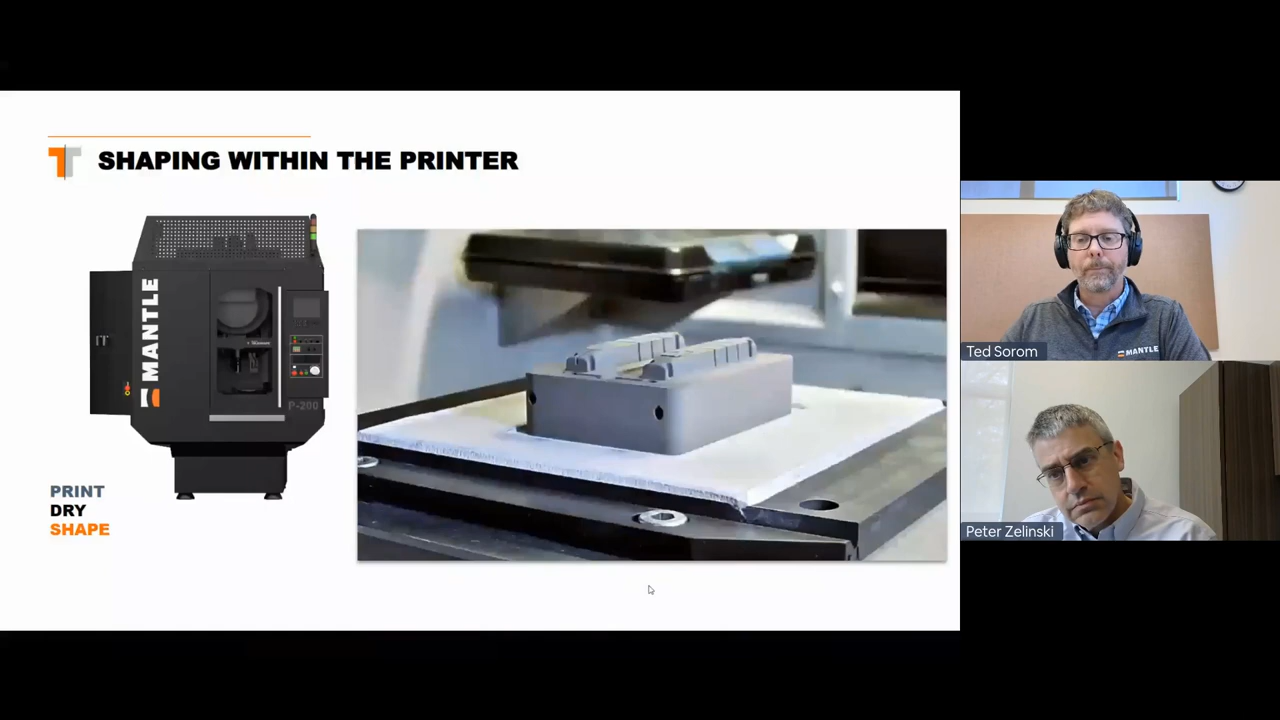 SHAPING WITHIN THE PRINTER
MANTLE
P-200
PRINT
DRY
SHAPE
MANTLE
Ted Sorom
Peter Zelinski